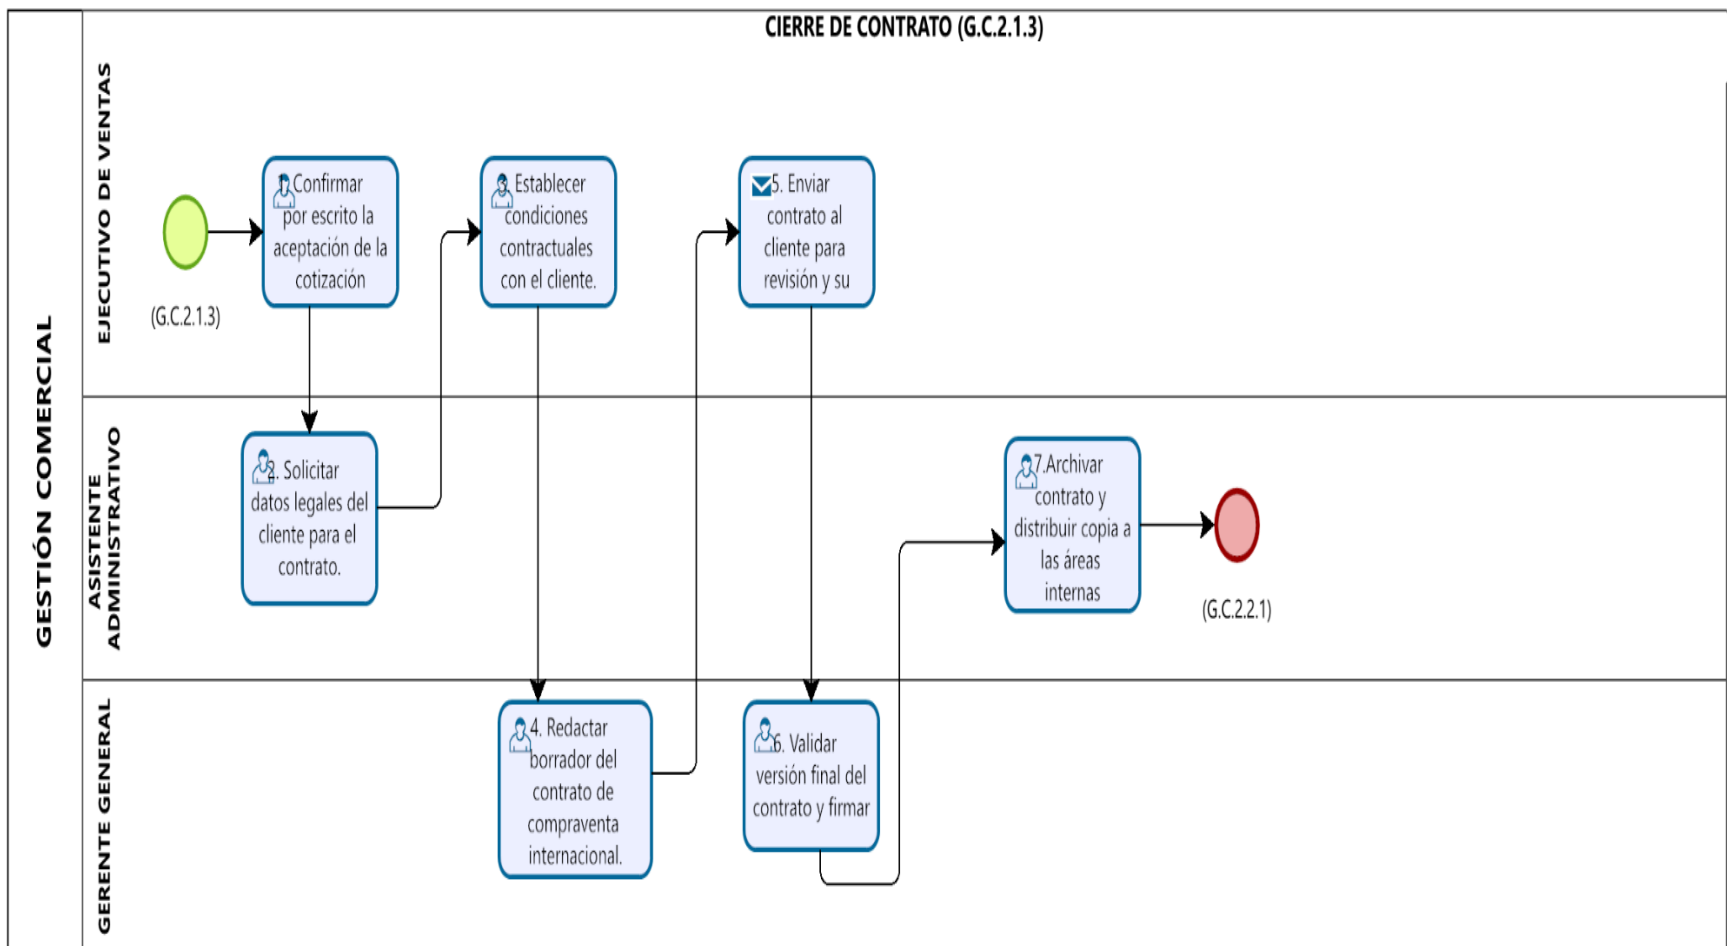 CIERRE DE CONTRATO (G.C.2.1.3)
GESTIÓN COMERCIAL
EJECUTIVO DE VENTAS
(G.C.2.1.3)
1. Confirmar
por escrito la
aceptación de la
cotización
3. Establecer
condiciones
contractuales
con el cliente.
5. Enviar
contrato al
cliente para
revisión y su
ASISTENTE
ADMINISTRATIVO
2. Solicitar
datos legales del
cliente para el
contrato.
7.Archivar
contrato y
distribuir copia a
las áreas
internas
(G.C.2.2.1)
GERENTE GENERAL
4. Redactar
borrador del
contrato de
compraventa
internacional.
6. Validar
versión final del
contrato y firmar